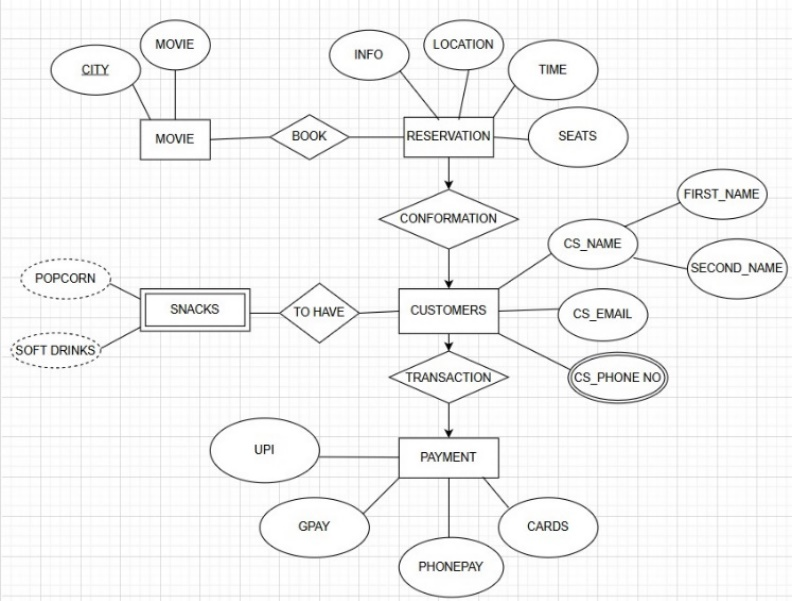 MOVIE
CITY
INFO
LOCATION
TIME
MOVIE
BOOK
RESERVATION
SEATS
FIRST_NAME
CONFORMATION
CS_NAME
SECOND_NAME
POPCORN
SNACKS
TO HAVE
CUSTOMERS
CS_EMAIL
SOFT DRINKS
TRANSACTION
CS_PHONE NO
UPI
PAYMENT
GPAY
CARDS
PHONEPAY